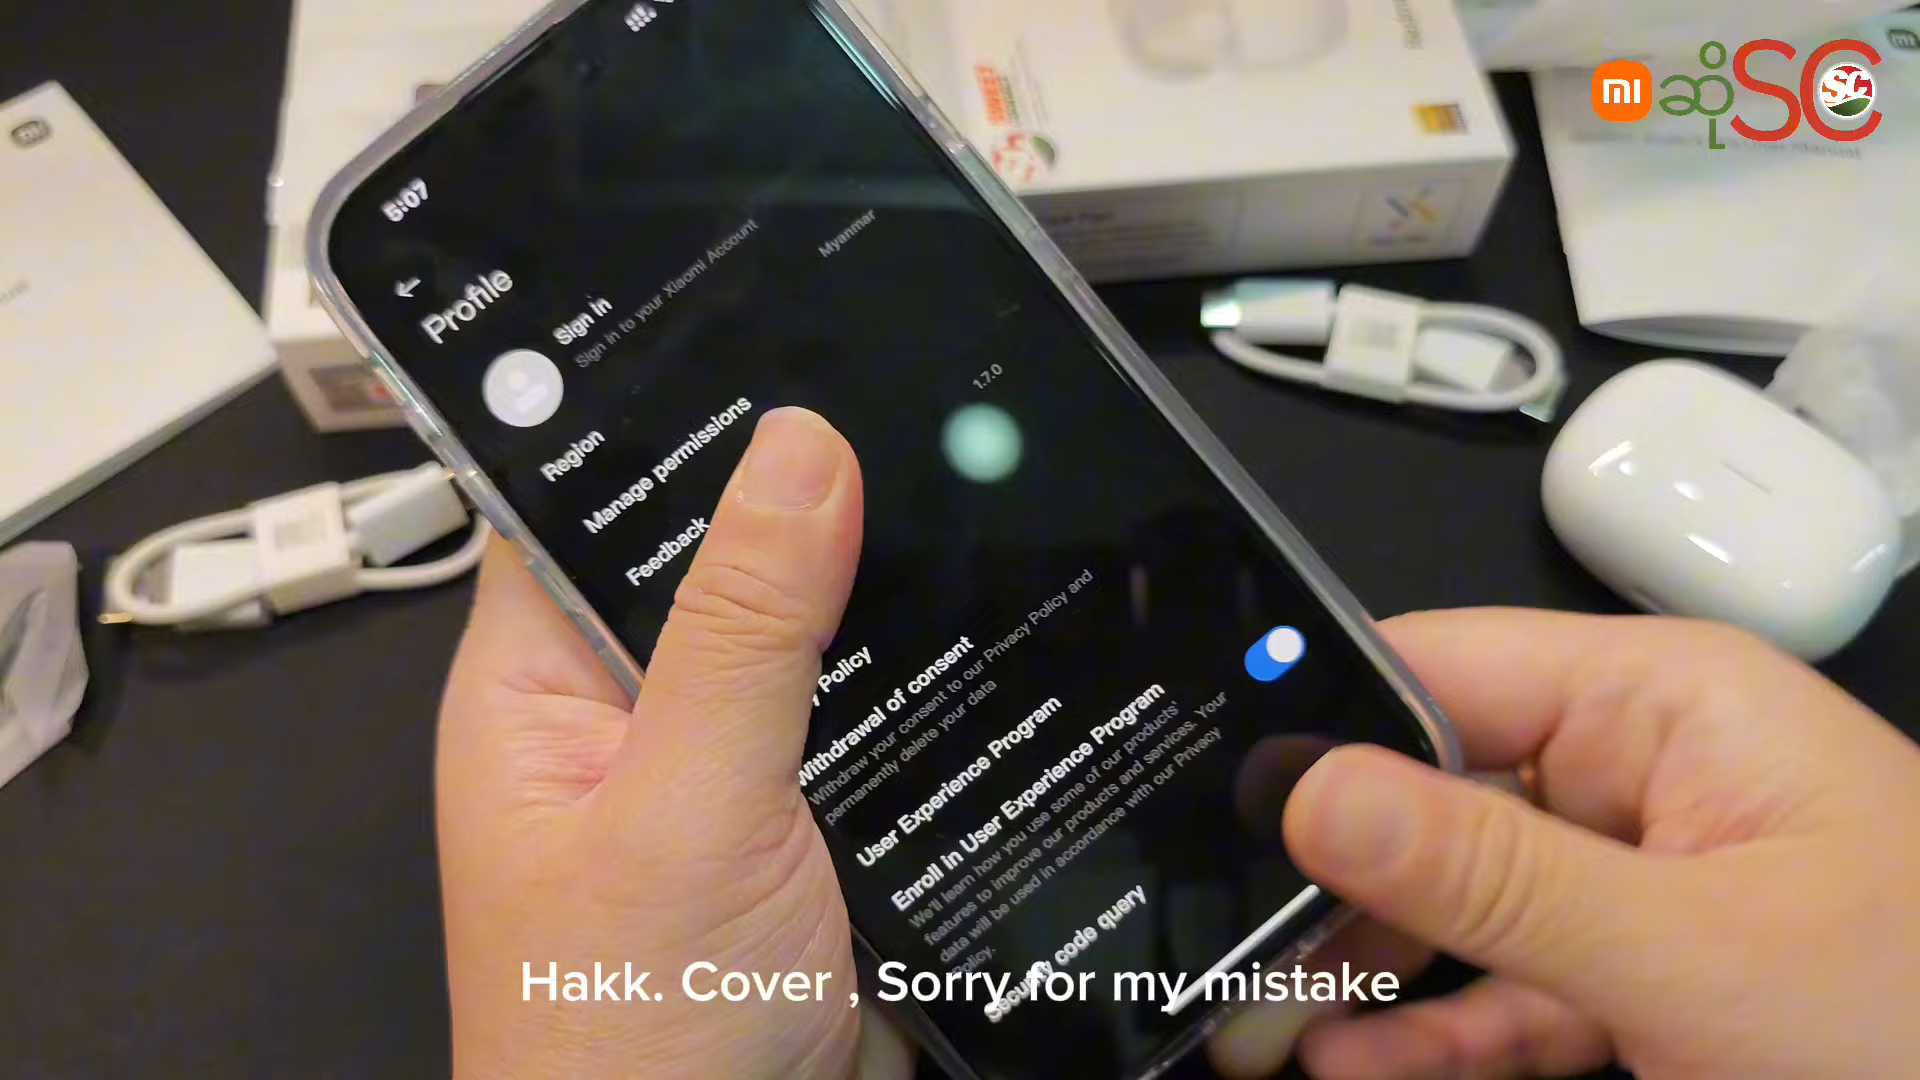 mi ဆို SC
SC
5:07
←
Profile
Sign in
Sign in to your Xiaomi Account
Region
Myanmar
Manage permissions
Feedback
1.7.0
Policy
Withdrawal of consent
Withdraw your consent to our Privacy Policy and
permanently delete your data
User Experience Program
Enroll in User Experience Program
We'll learn how you use some of our products'
features to improve our products and services. Your
data will be used in accordance with our Privacy
Policy.
Security code query
Hakk. Cover , Sorry for my mistake